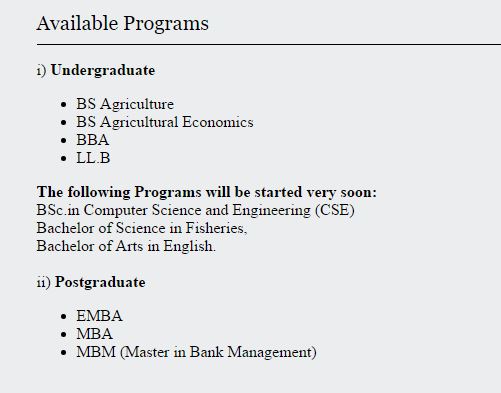 Available Programs
i) Undergraduate
• BS Agriculture
• BS Agricultural Economics
• BBA
• LL.B
The following Programs will be started very soon:
BSc.in Computer Science and Engineering (CSE)
Bachelor of Science in Fisheries,
Bachelor of Arts in English.
ii) Postgraduate
• EMBA
• MBA
• MBM (Master in Bank Management)